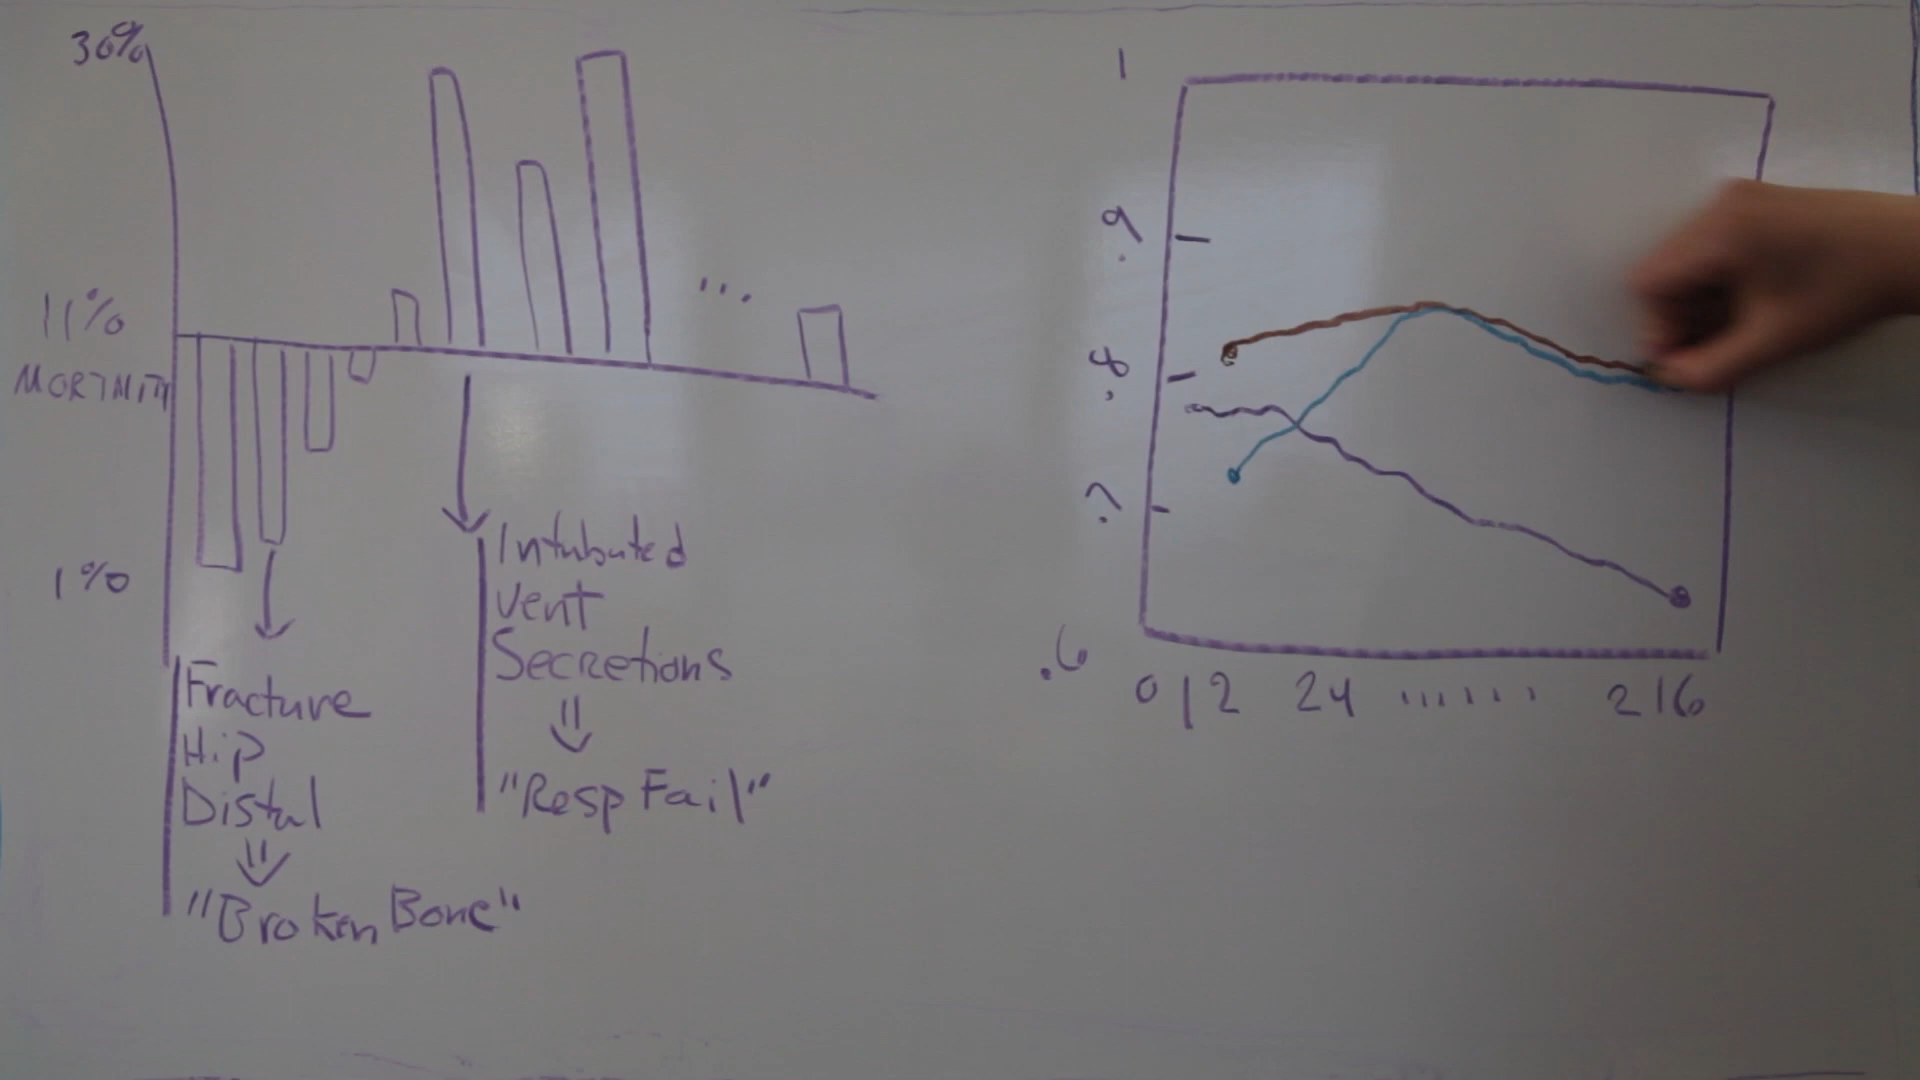 30%
11%
MORTALITY
1%
...
Fracture
Hip
Distal
"Broken Bone"
Intubated
Vent
Secretions
"Resp Fail"
1
.9
.8
.7
.6
0 12 24 ....... 216